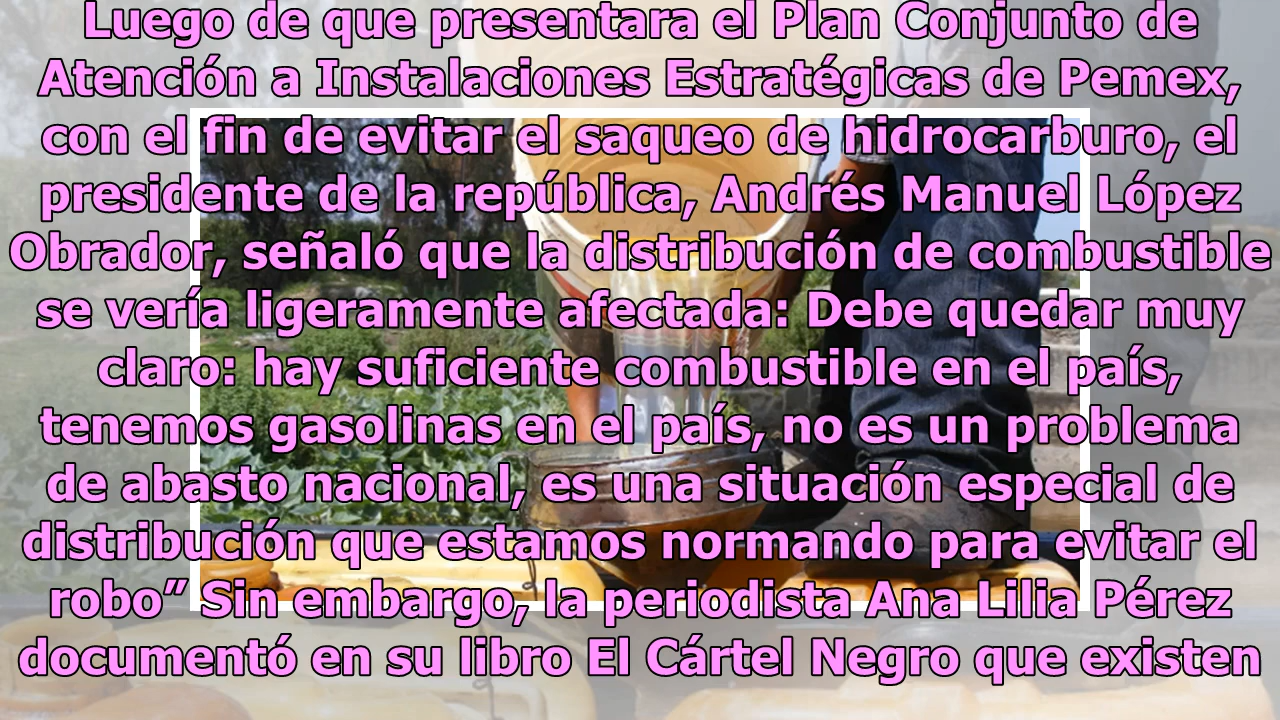 Luego de que presentara el Plan Conjunto de
Atención a Instalaciones Estratégicas de Pemex,
con el fin de evitar el saqueo de hidrocarburo, el
presidente de la república, Andrés Manuel López
Obrador, señaló que la distribución de combustible
se vería ligeramente afectada: Debe quedar muy
claro: hay suficiente combustible en el país,
tenemos gasolinas en el país, no es un problema
de abasto nacional, es una situación especial de
distribución que estamos normando para evitar el
robo” Sin embargo, la periodista Ana Lilia Pérez
documentó en su libro El Cártel Negro que existen